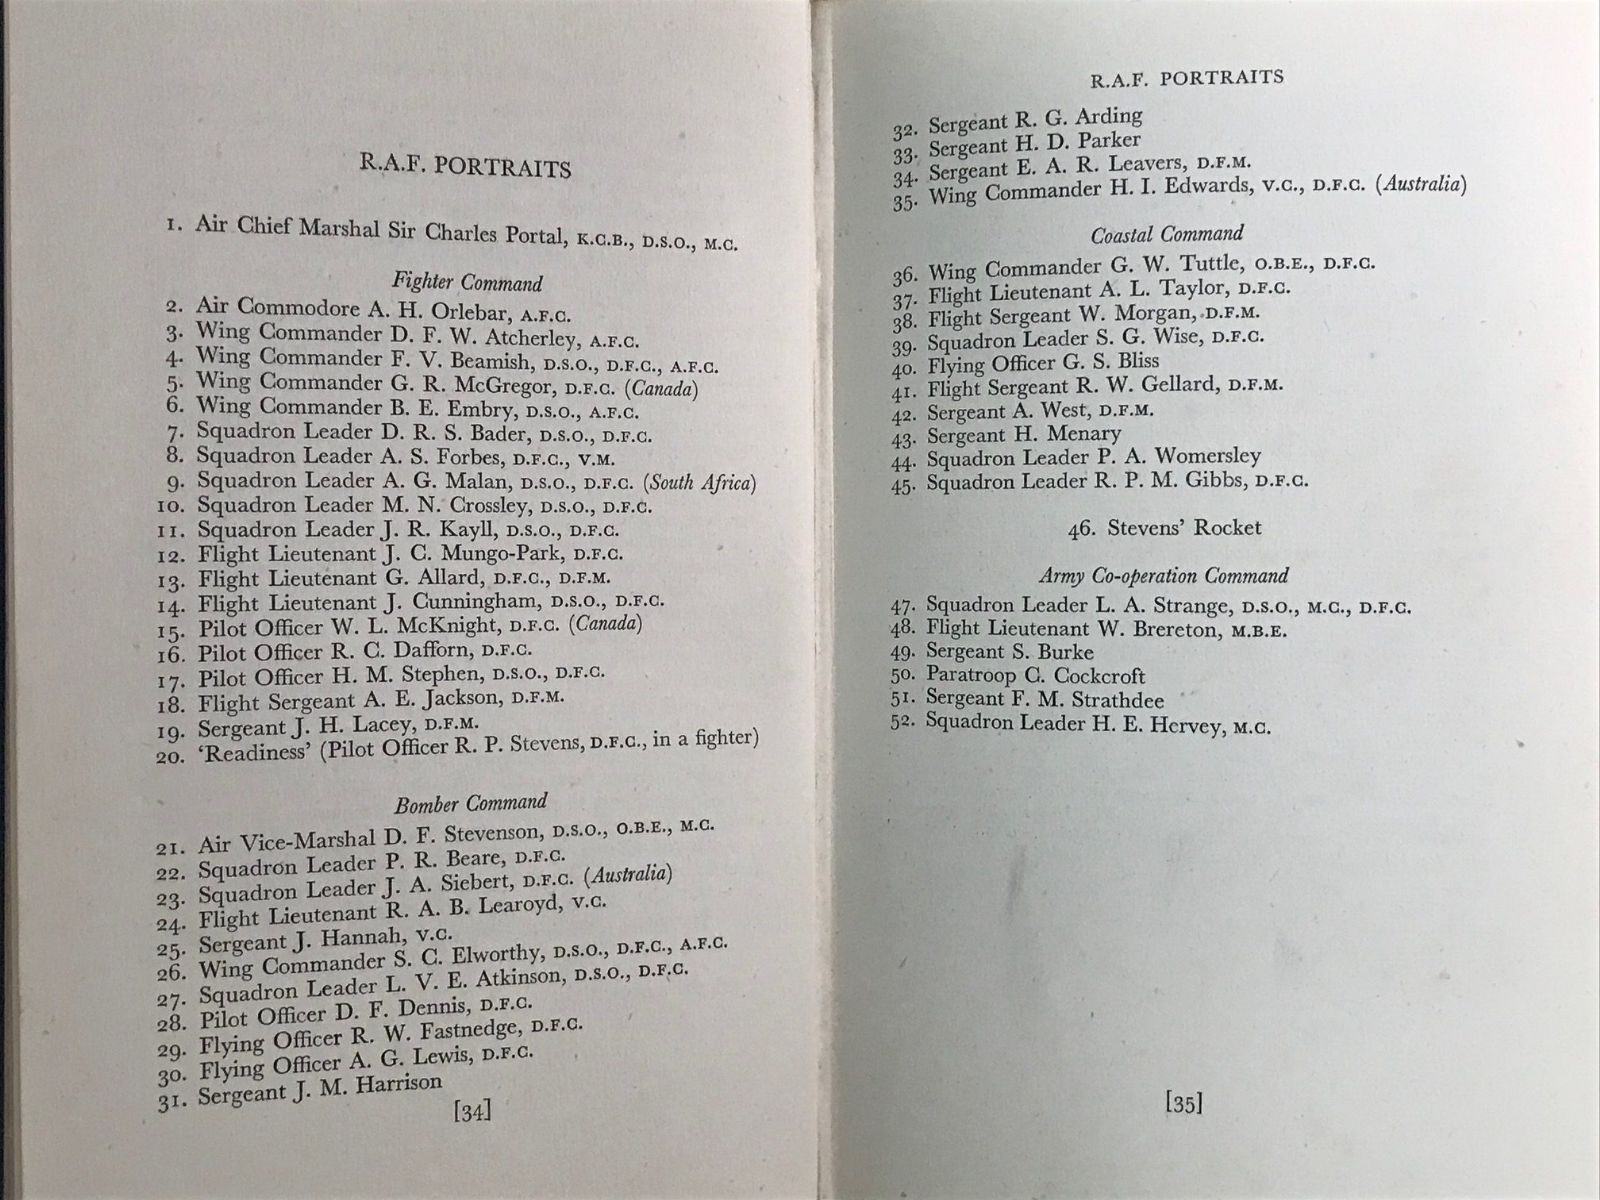 R.A.F. PORTRAITS
1. Air Chief Marshal Sir Charles Portal, K.C.B., D.S.O., M.C.
Fighter Command
2. Air Commodore A. H. Orlebar, A.F.C.
3. Wing Commander D. F. W. Atcherley, A.F.C.
4. Wing Commander F. V. Beamish, D.S.O., D.F.C., A.F.C.
5. Wing Commander G. R. McGregor, D.F.C. (Canada)
6. Wing Commander B. E. Embry, D.S.O., A.F.C.
7. Squadron Leader D. R. S. Bader, D.S.O., D.F.C.
8. Squadron Leader A. S. Forbes, D.F.C., V.M.
9. Squadron Leader A. G. Malan, D.S.O., D.F.C. (South Africa)
10. Squadron Leader M. N. Crossley, D.S.O., D.F.C.
11. Squadron Leader J. R. Kayll, D.S.O., D.F.C.
12. Flight Lieutenant J. C. Mungo-Park, D.F.C.
13. Flight Lieutenant G. Allard, D.F.C., D.F.M.
14. Flight Lieutenant J. Cunningham, D.S.O., D.F.C.
15. Pilot Officer W. L. McKnight, D.F.C. (Canada)
16. Pilot Officer R. C. Dafforn, D.F.C.
17. Pilot Officer H. M. Stephen, D.S.O., D.F.C.
18. Flight Sergeant A. E. Jackson, D.F.M.
19. Sergeant J. H. Lacey, D.F.M.
20. ‘Readiness’ (Pilot Officer R. P. Stevens, D.F.C., in a fighter)
Bomber Command
21. Air Vice-Marshal D. F. Stevenson, D.S.O., O.B.E., M.C.
22. Squadron Leader P. R. Beare, D.F.C.
23. Squadron Leader J. A. Siebert, D.F.C. (Australia)
24. Flight Lieutenant R. A. B. Learoyd, V.C.
25. Sergeant J. Hannah, V.C.
26. Wing Commander S. C. Elworthy, D.S.O., D.F.C., A.F.C.
27. Squadron Leader L. V. E. Atkinson, D.S.O., D.F.C.
28. Pilot Officer D. F. Dennis, D.F.C.
29. Flying Officer R. W. Fastnedge, D.F.C.
30. Flying Officer A. G. Lewis, D.F.C.
31. Sergeant J. M. Harrison
[34]
R.A.F. PORTRAITS
32. Sergeant R. G. Arding
33. Sergeant H. D. Parker
34. Sergeant E. A. R. Leavers, D.F.M.
35. Wing Commander H. I. Edwards, V.C., D.F.C. (Australia)
Coastal Command
36. Wing Commander G. W. Tuttle, O.B.E., D.F.C.
37. Flight Lieutenant A. L. Taylor, D.F.C.
38. Flight Sergeant W. Morgan, D.F.M.
39. Squadron Leader S. G. Wise, D.F.C.
40. Flying Officer G. S. Bliss
41. Flight Sergeant R. W. Gellard, D.F.M.
42. Sergeant A. West, D.F.M.
43. Sergeant H. Menary
44. Squadron Leader P. A. Womersley
45. Squadron Leader R. P. M. Gibbs, D.F.C.
46. Stevens’ Rocket
Army Co-operation Command
47. Squadron Leader L. A. Strange, D.S.O., M.C., D.F.C.
48. Flight Lieutenant W. Brereton, M.B.E.
49. Sergeant S. Burke
50. Paratroop C. Cockcroft
51. Sergeant F. M. Strathdee
52. Squadron Leader H. E. Hervey, M.C.
[35]